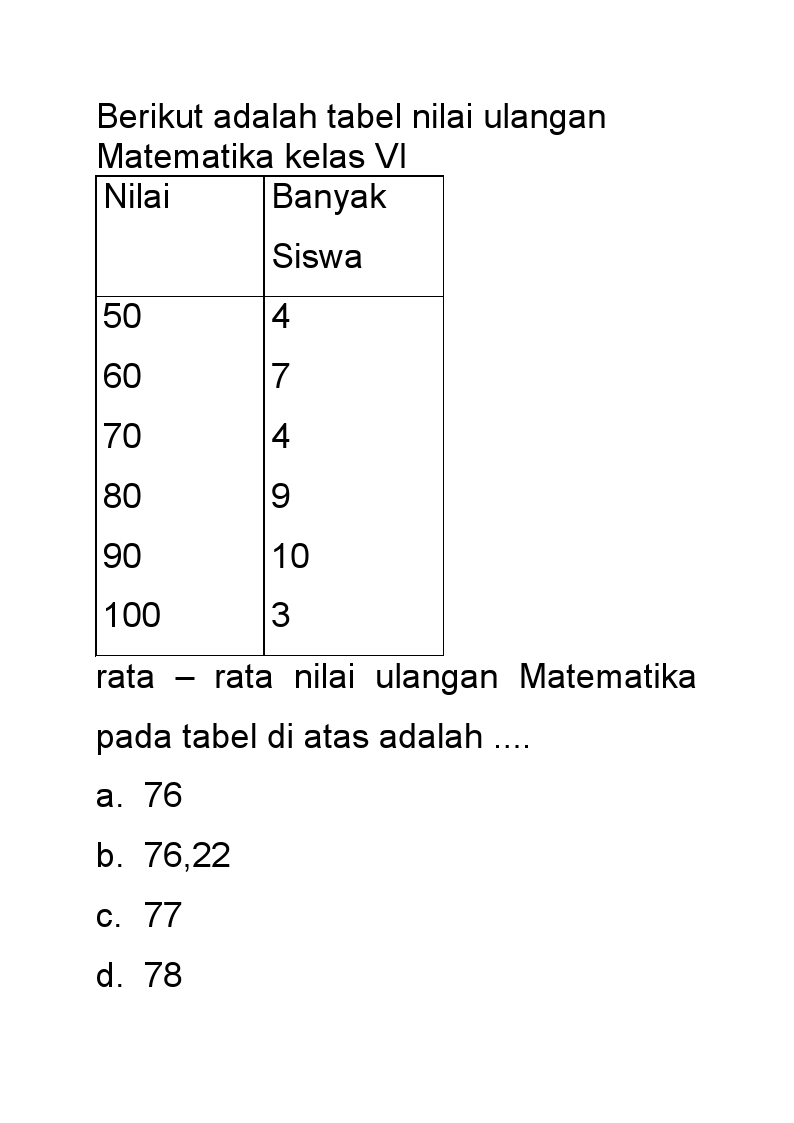 Berikut adalah tabel nilai ulangan
Matematika kelas VI
Nilai Banyak
Siswa
50 4
60 7
70 4
80 9
90 10
100 3
rata – rata nilai ulangan Matematika
pada tabel di atas adalah ....
a. 76
b. 76,22
c. 77
d. 78